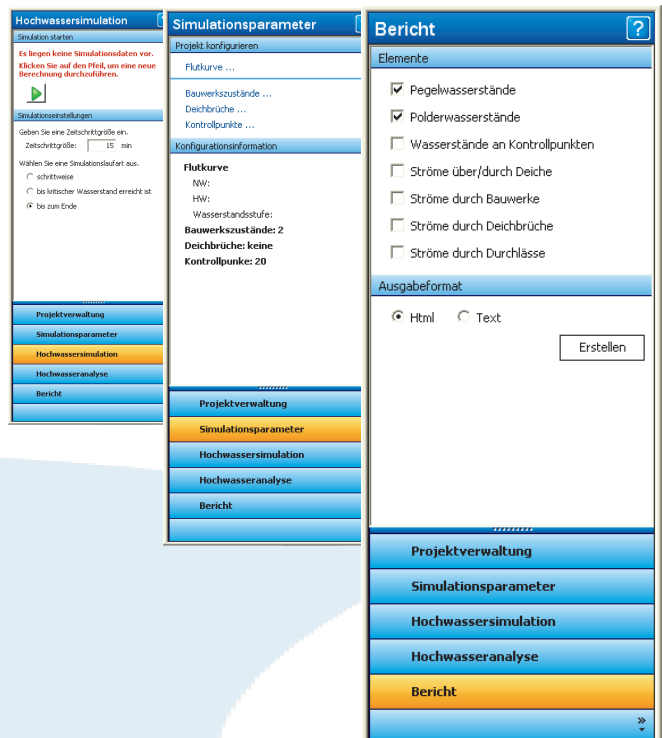 Hochwassersimulation
Simulation starten
Es liegen keine Simulationsdaten vor.
Klicken Sie auf den Pfeil, um eine neue
Berechnung durchzuführen.
Simulationseinstellungen
Geben Sie eine Zeitschrittgröße ein.
Zeitschrittgröße: 15 min
Wählen Sie eine Simulationslaufart aus.
schrittweise
bis kritischer Wasserstand erreicht ist
bis zum Ende
Projektverwaltung
Simulationsparameter
Hochwassersimulation
Hochwasseranalyse
Bericht
Simulationsparameter
Projekt konfigurieren
Flutkurve ...
Bauwerkszustände ...
Deichbrüche ...
Kontrollpunkte ...
Konfigurationsinformation
Flutkurve
NW:
HW:
Wasserstandsstufe:
Bauwerkszustände: 2
Deichbrüche: keine
Kontrollpunke: 20
Projektverwaltung
Simulationsparameter
Hochwassersimulation
Hochwasseranalyse
Bericht
Bericht ?
Elemente
Pegelwasserstände
Polderwasserstände
Wasserstände an Kontrollpunkten
Ströme über/durch Deiche
Ströme durch Bauwerke
Ströme durch Deichbrüche
Ströme durch Durchlässe
Ausgabeformat
Html Text
Erstellen
Projektverwaltung
Simulationsparameter
Hochwassersimulation
Hochwasseranalyse
Bericht